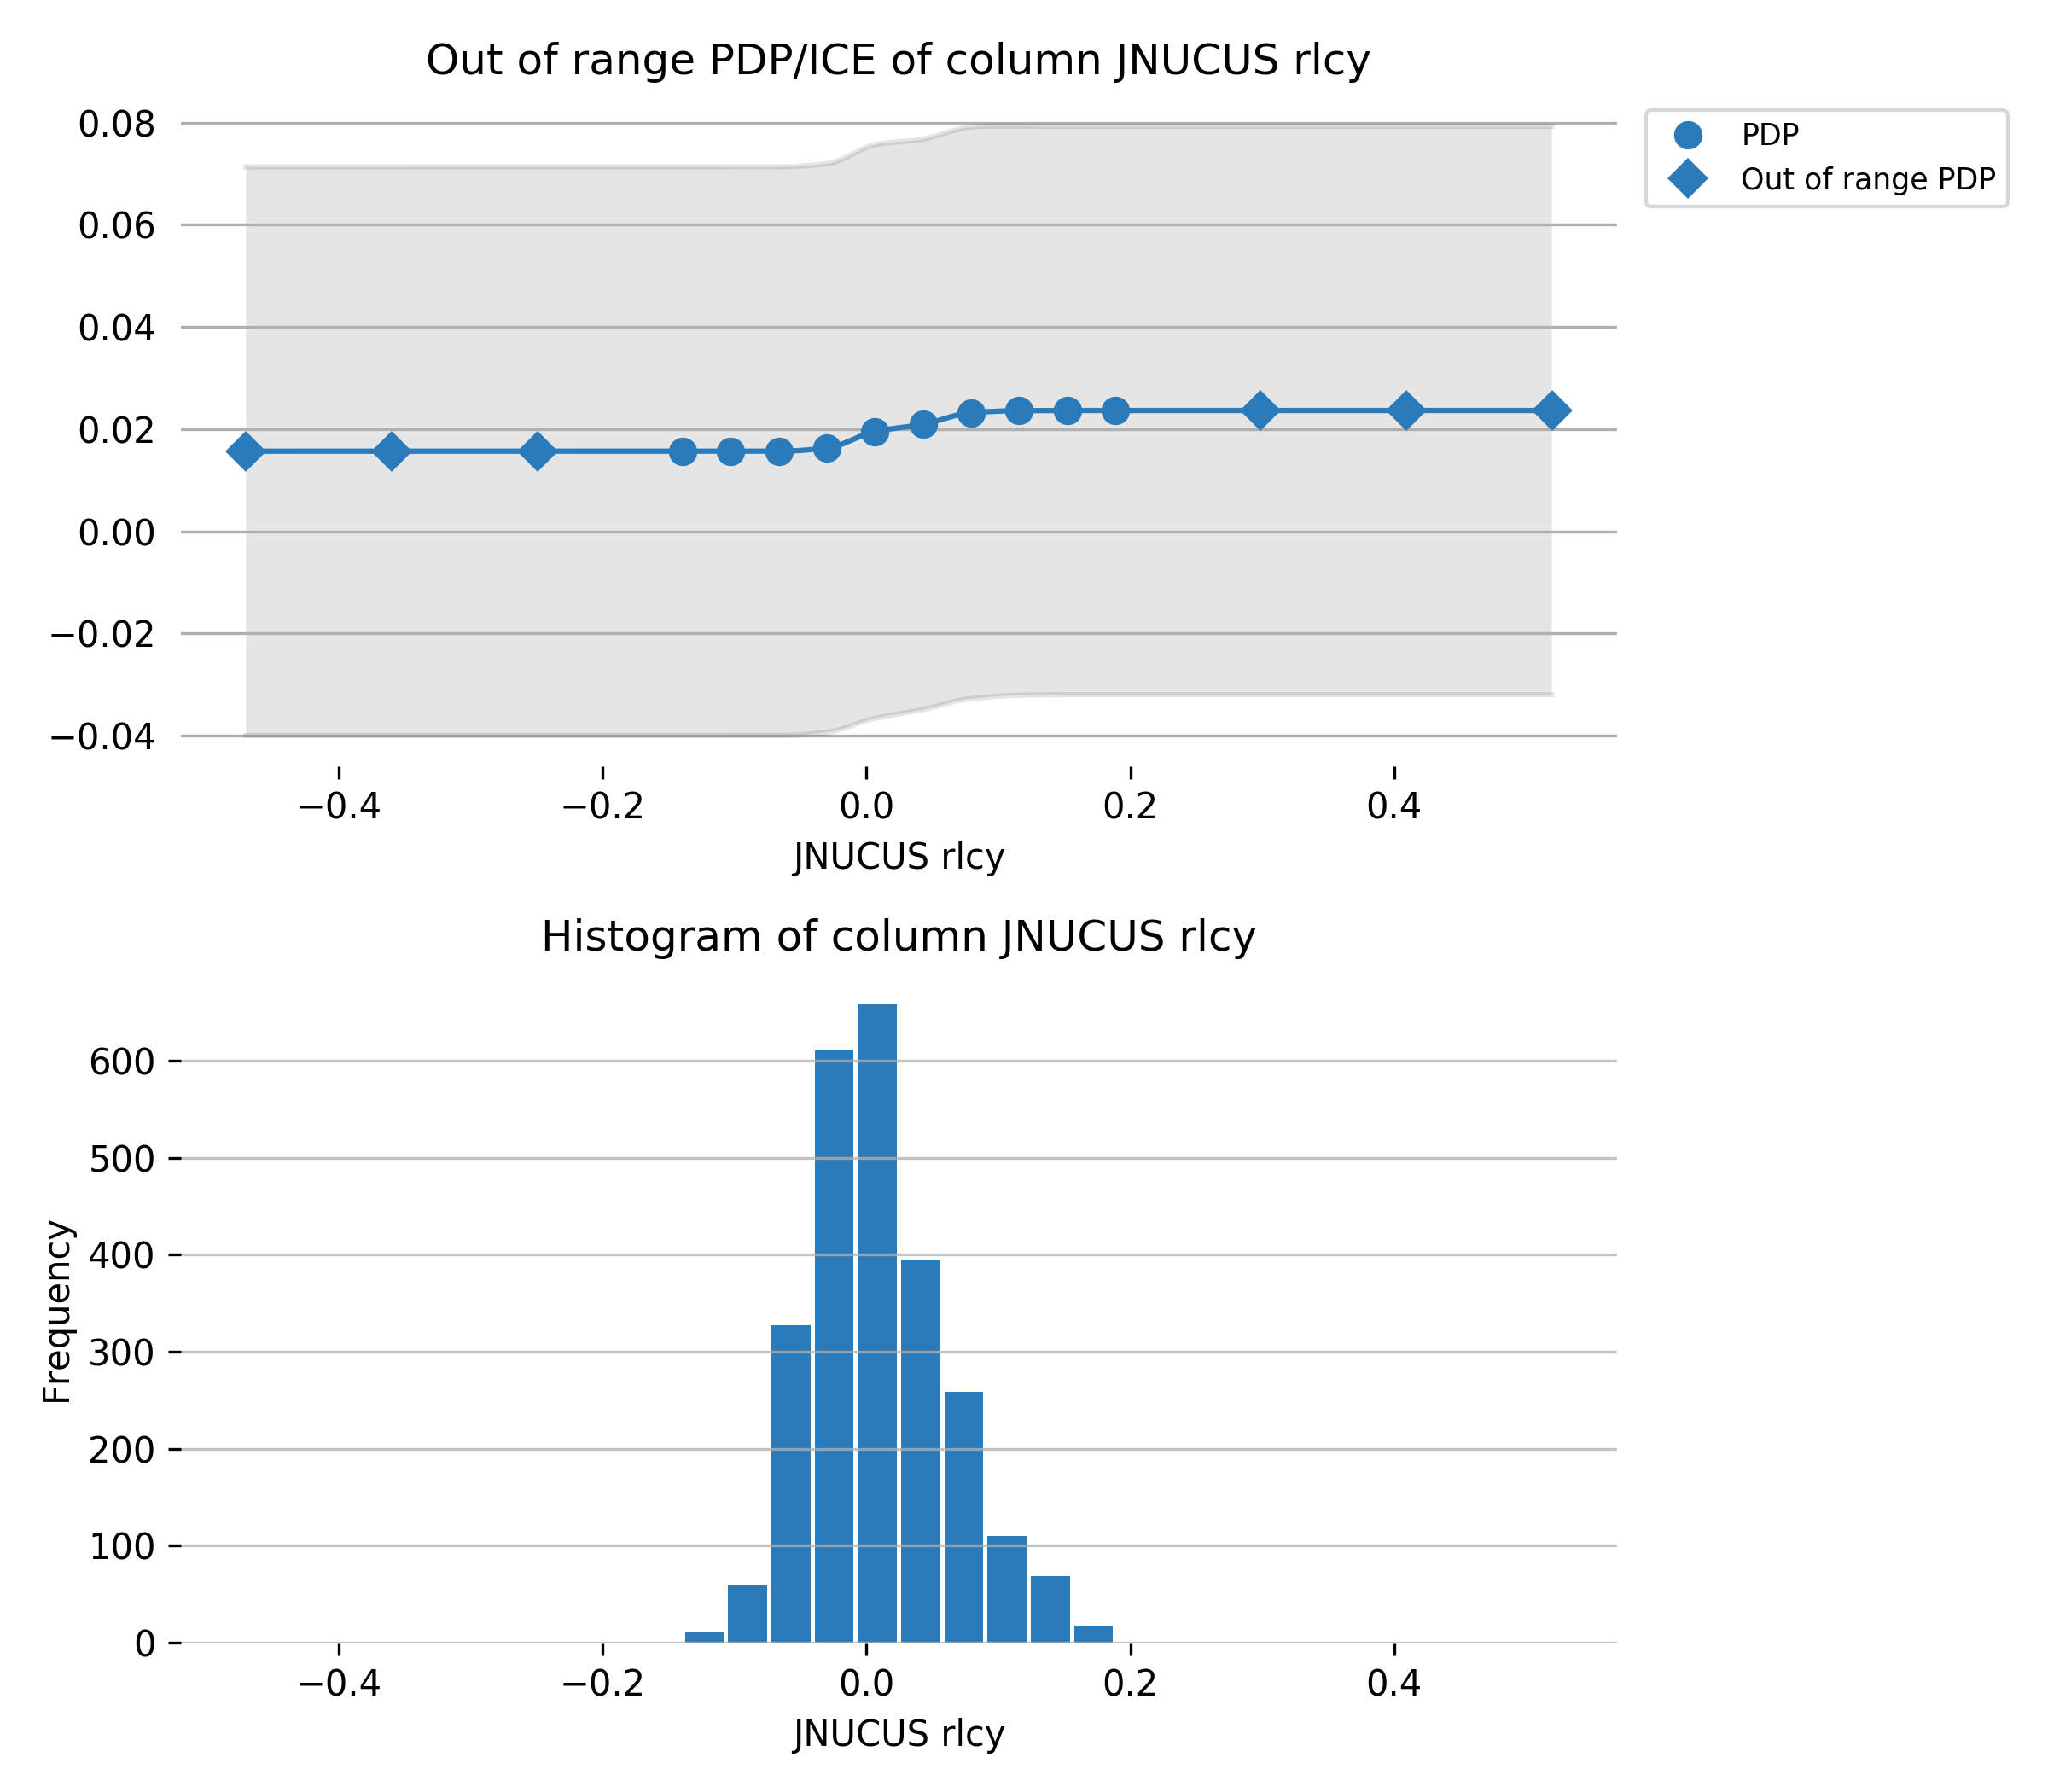 Out of range PDP/ICE of column JNUCUS rlcy
PDP
Out of range PDP
0.08
0.06
0.04
0.02
0.00
−0.02
−0.04
−0.4 −0.2 0.0 0.2 0.4
JNUCUS rlcy
Histogram of column JNUCUS rlcy
Frequency
600
500
400
300
200
100
0
−0.4 −0.2 0.0 0.2 0.4
JNUCUS rlcy